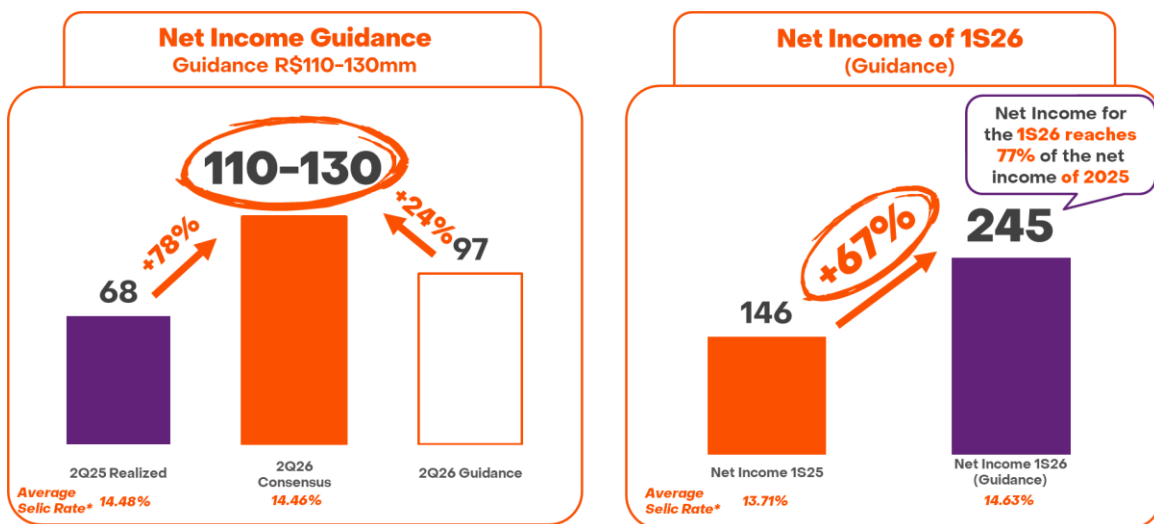 Net Income Guidance
Guidance R$110-130mm
110-130
+78%
+24%
68
97
2Q25 Realized
2Q26
Consensus
2Q26 Guidance
Average
Selic Rate*
14.48%
14.46%
Net Income of 1S26
(Guidance)
Net Income for
the 1S26 reaches
77% of the net
income of 2025
+67%
245
146
Net Income 1S25
Net Income 1S26
(Guidance)
Average
Selic Rate*
13.71%
14.63%